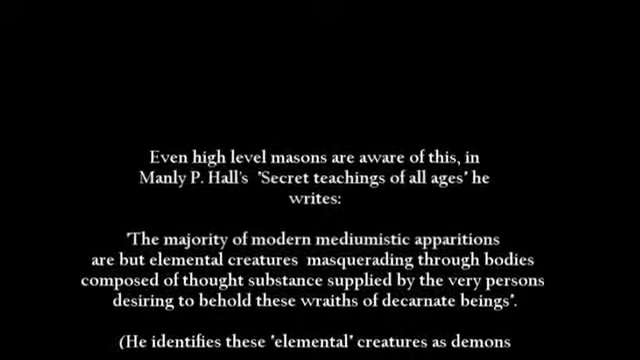 Even high level masons are aware of this, in
Manly P. Hall's "Secret teachings of all ages" he
writes:
"The majority of modern mediumistic apparitions
are but elemental creatures masquerading through bodies
composed of thought substance supplied by the very persons
desiring to behold these wraiths of decarnate beings".
(He identifies these "elemental" creatures as demons